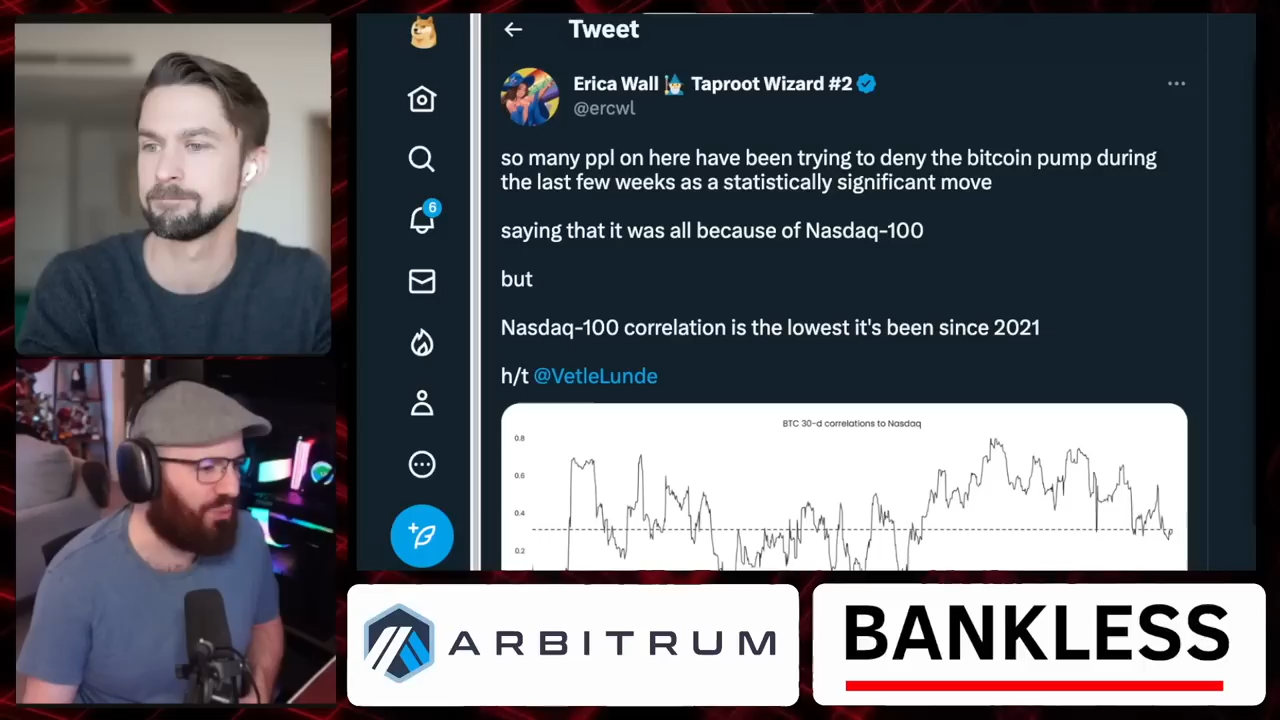 Tweet
Erica Wall 🧙‍♂️ Taproot Wizard #2
@ercwl
6
so many ppl on here have been trying to deny the bitcoin pump during
the last few weeks as a statistically significant move
saying that it was all because of Nasdaq-100
but
Nasdaq-100 correlation is the lowest it's been since 2021
h/t @VetleLunde
BTC 30-d correlations to Nasdaq
0.8
0.6
0.4
0.2
ARBITRUM
BANKLESS